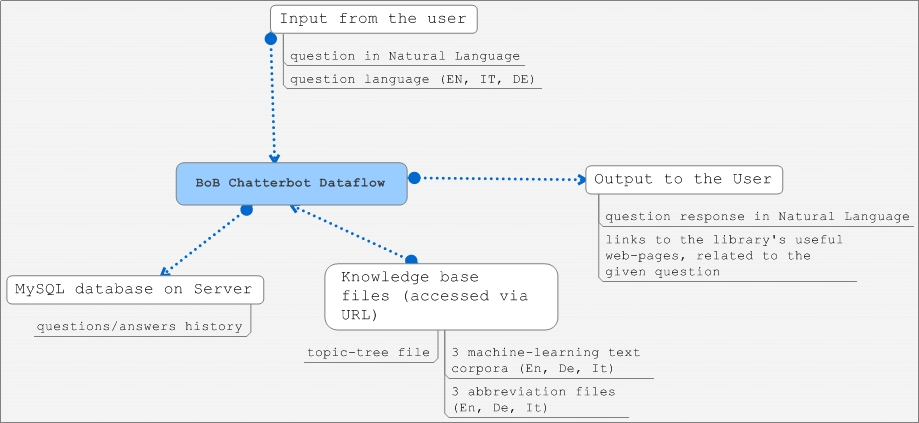 Input from the user
question in Natural Language
question language (EN, IT, DE)
BoB Chatterbot Dataflow
Output to the User
question response in Natural Language
links to the library's useful
web-pages, related to the
given question
MySQL database on Server
questions/answers history
Knowledge base
files (accessed via
URL)
topic-tree file
3 machine-learning text
corpora (En, De, It)
3 abbreviation files
(En, De, It)